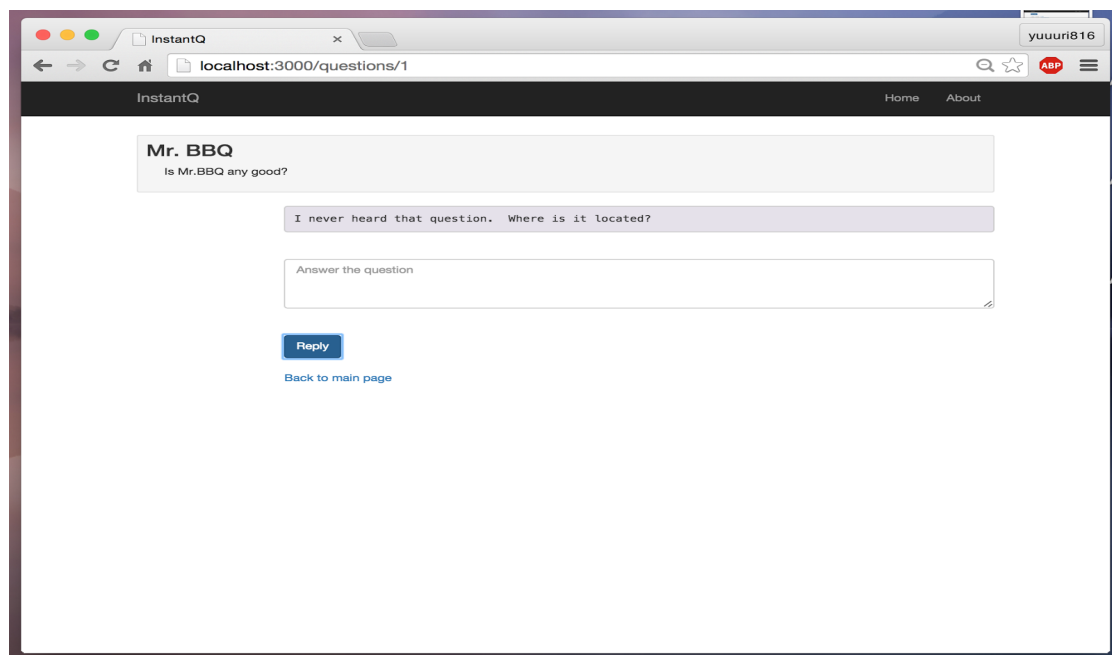 InstantQ
yuuuri816
localhost:3000/questions/1
ABP
InstantQ
Home About
Mr. BBQ
Is Mr.BBQ any good?
I never heard that question.  Where is it located?
Answer the question
Reply
Back to main page